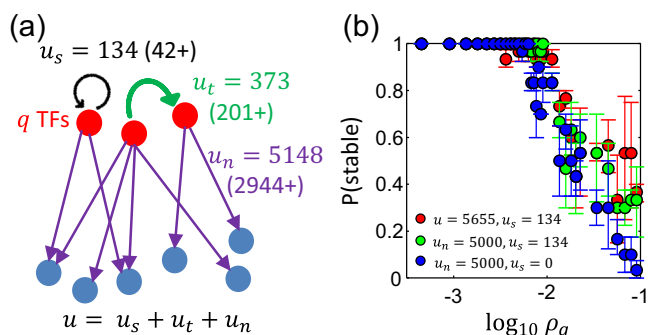 (a)
u_s = 134 (42+)
u_t = 373
(201+)
q TFs
u_n = 5148
(2944+)
u = u_s + u_t + u_n
(b)
P(stable)
1
0.8
0.6
0.4
0.2
0
u = 5655, u_s = 134
u_n = 5000, u_s = 134
u_n = 5000, u_s = 0
-3 -2 -1
log₁₀ ρ_q